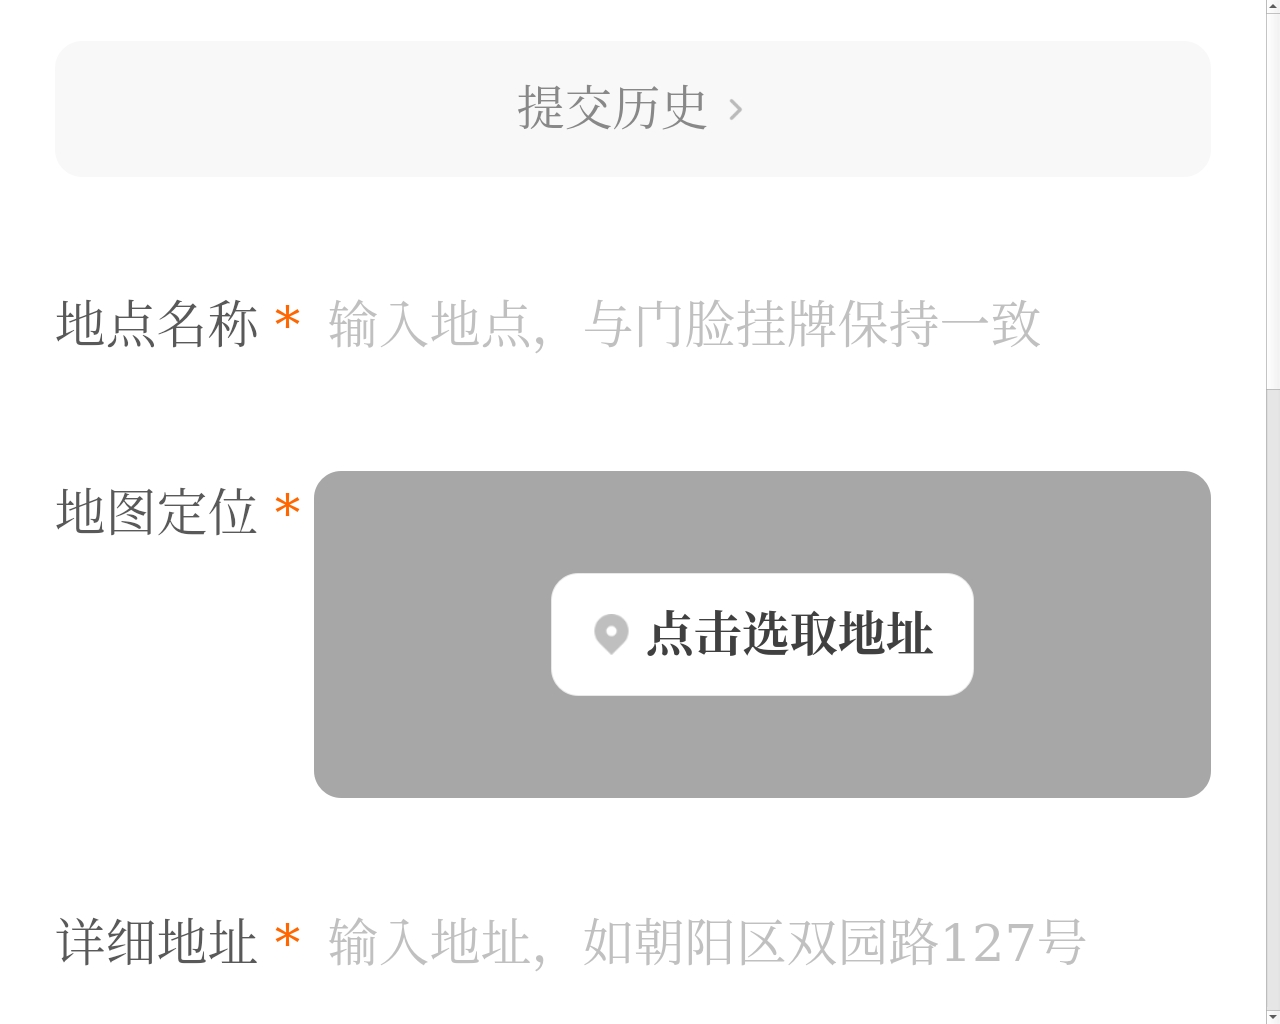 提交历史
地点名称 * 输入地点，与门脸挂牌保持一致
地图定位 *
点击选取地址
详细地址 * 输入地址，如朝阳区双园路127号